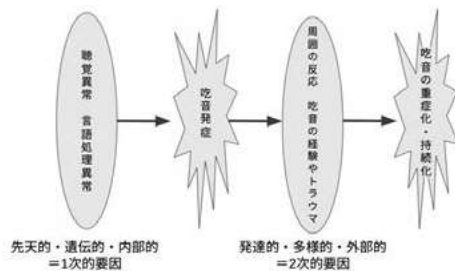 聴覚異常　言語処理異常
吃音発症
周囲の反応　吃音の経験やトラウマ
吃音の重症化・持続化
先天的・遺伝的・内部的
＝1次的要因
発達的・多様的・外部的
＝2次的要因